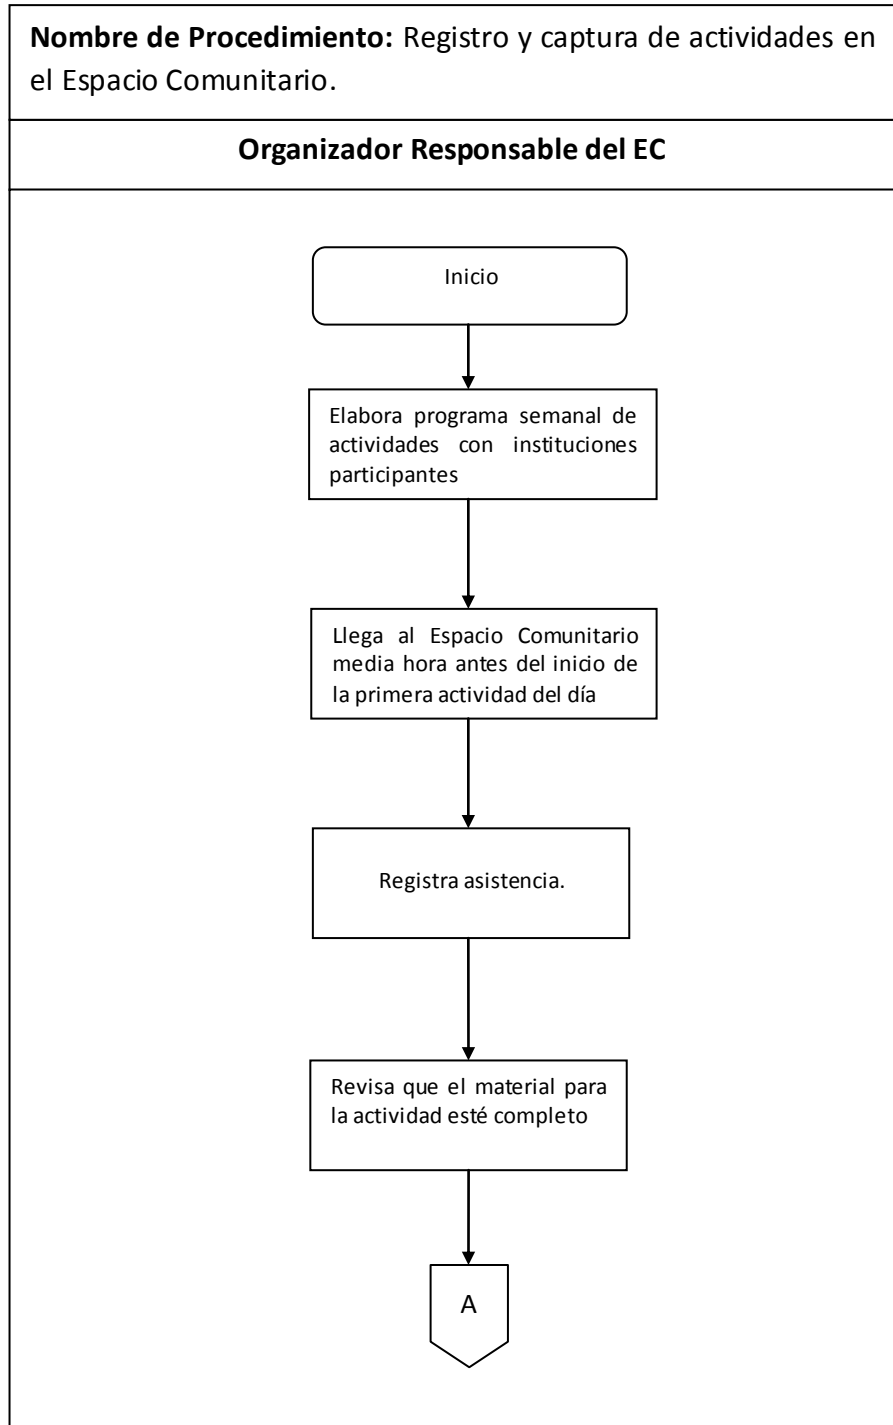 Nombre de Procedimiento: Registro y captura de actividades en
el Espacio Comunitario.
Organizador Responsable del EC
Inicio
Elabora programa semanal de
actividades con instituciones
participantes
Llega al Espacio Comunitario
media hora antes del inicio de
la primera actividad del día
Registra asistencia.
Revisa que el material para
la actividad esté completo
A